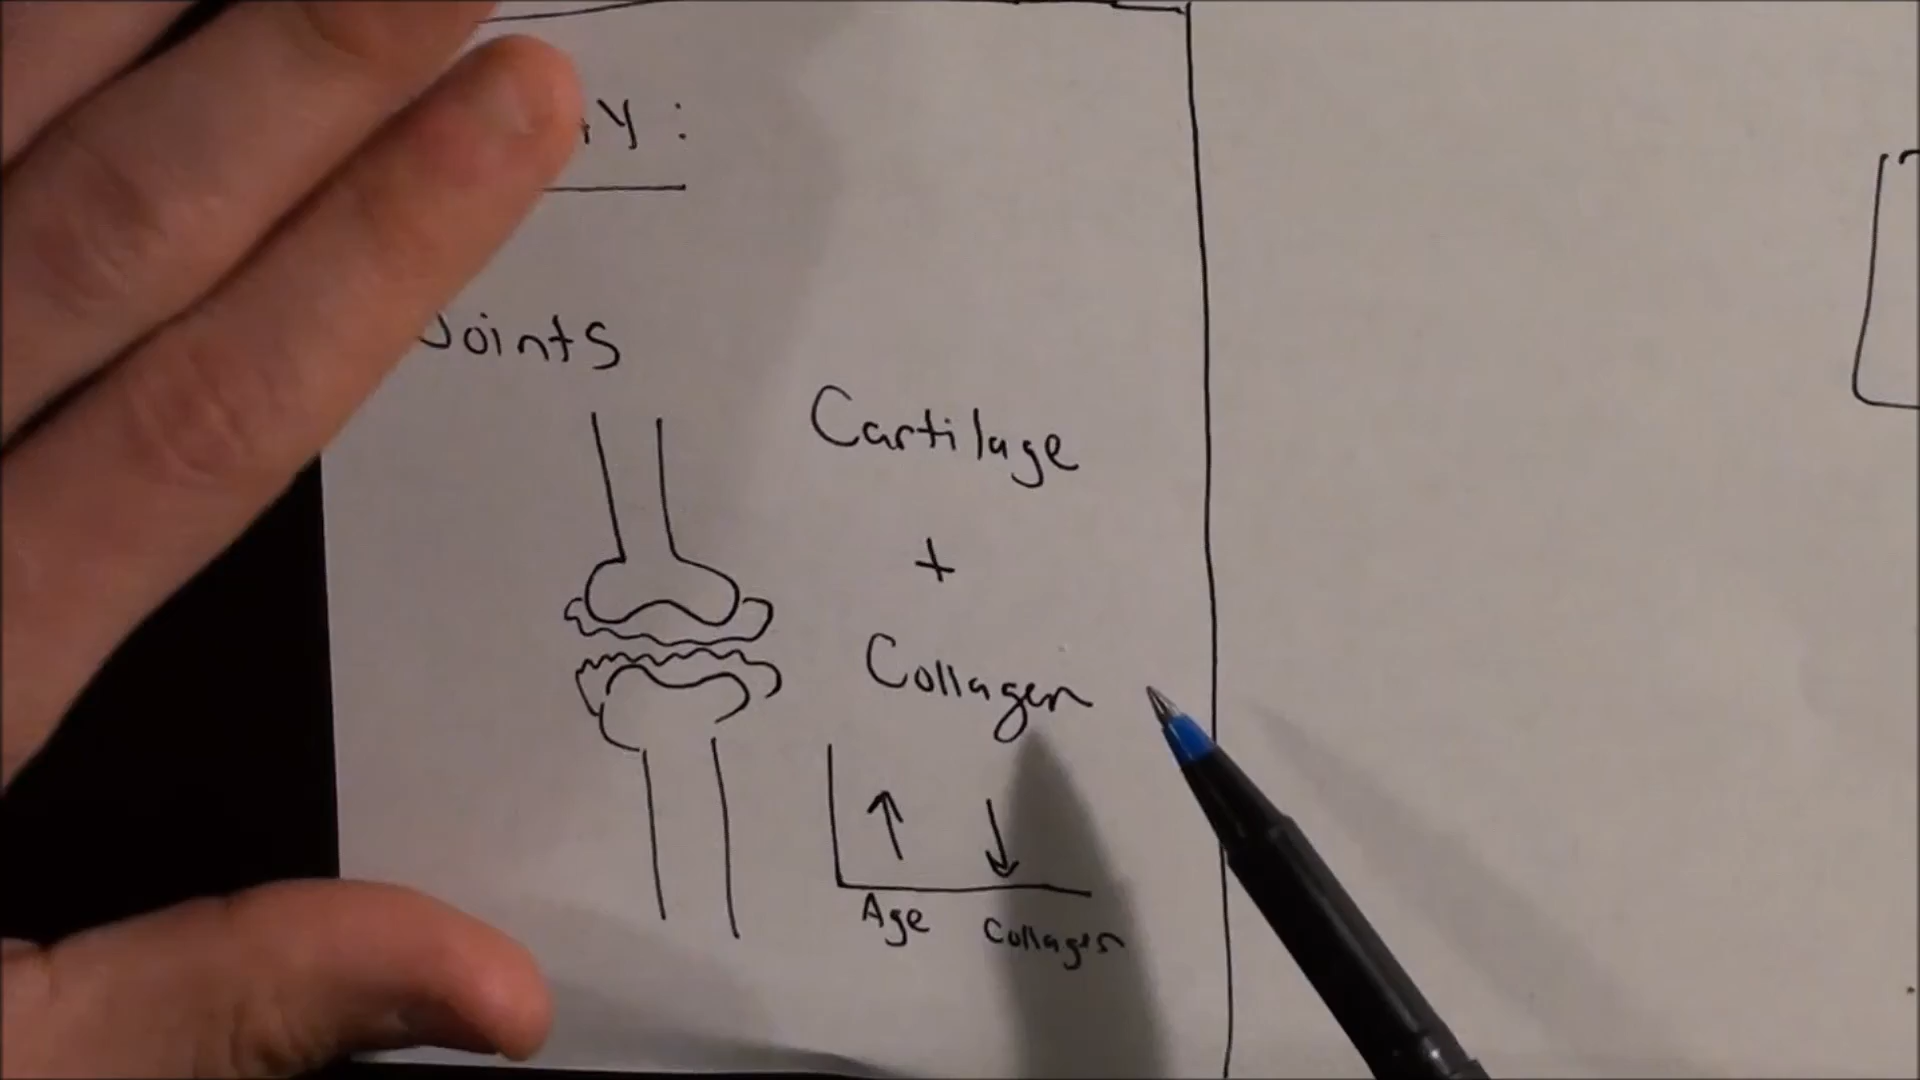 Joints
Cartilage
+
Collagen
↑ ↓
Age Collagen